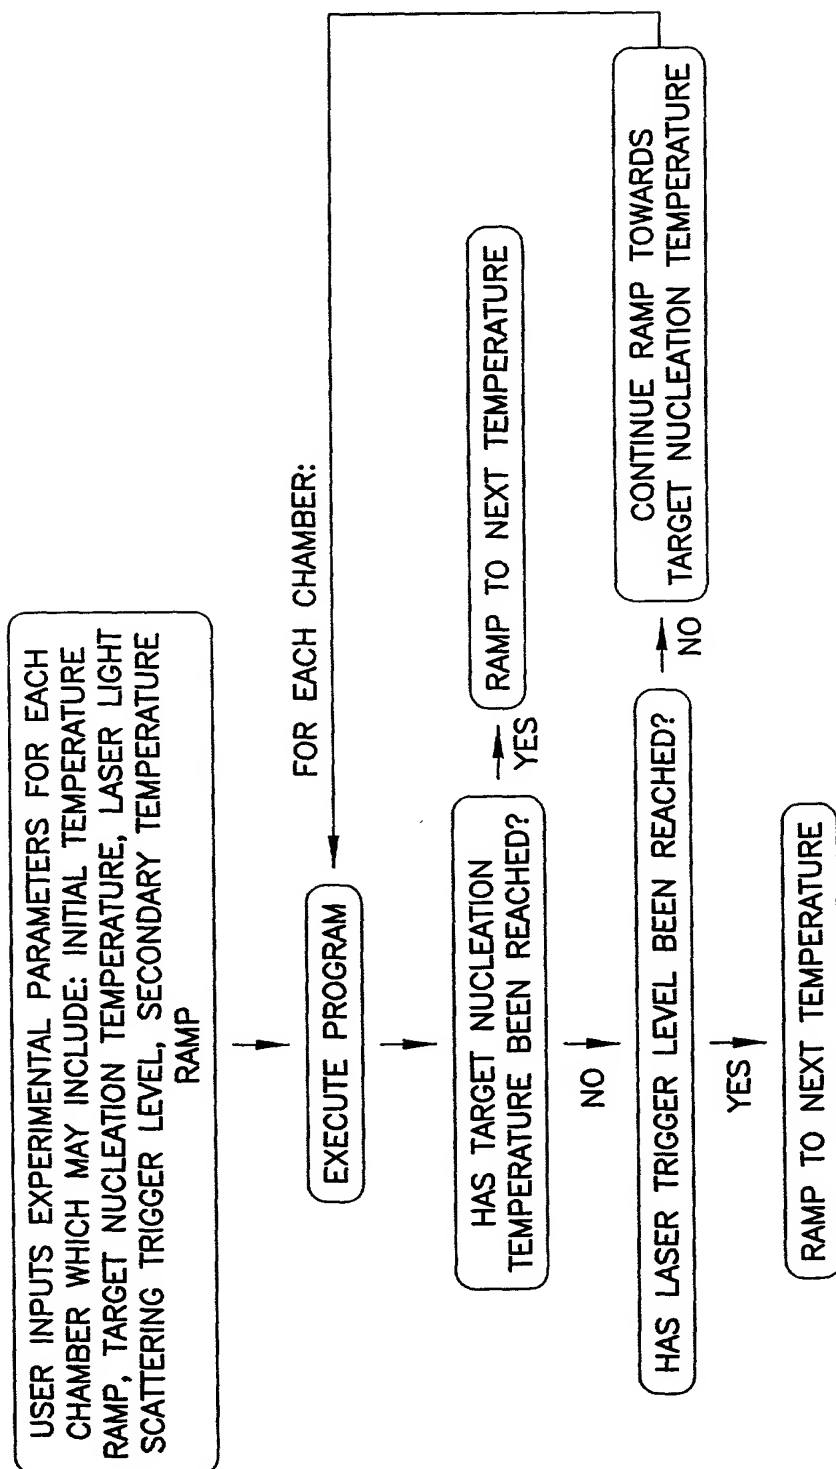 USER INPUTS EXPERIMENTAL PARAMETERS FOR EACH
CHAMBER WHICH MAY INCLUDE: INITIAL TEMPERATURE
RAMP, TARGET NUCLEATION TEMPERATURE, LASER LIGHT
SCATTERING TRIGGER LEVEL, SECONDARY TEMPERATURE
RAMP
FOR EACH CHAMBER:
EXECUTE PROGRAM
HAS TARGET NUCLEATION
TEMPERATURE BEEN REACHED?
YES
RAMP TO NEXT TEMPERATURE
NO
HAS LASER TRIGGER LEVEL BEEN REACHED?
NO
CONTINUE RAMP TOWARDS
TARGET NUCLEATION TEMPERATURE
YES
RAMP TO NEXT TEMPERATURE